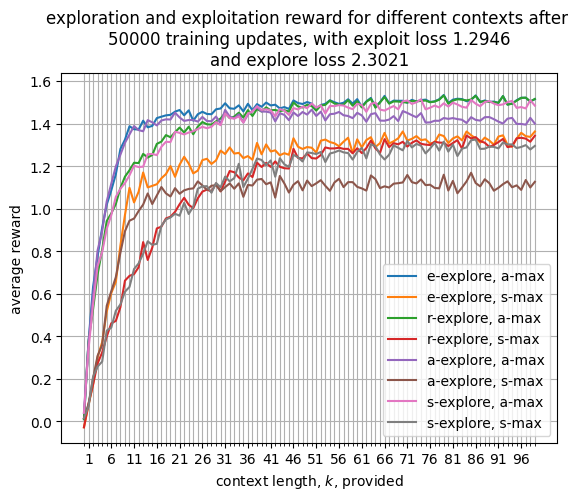 exploration and exploitation reward for different contexts after
50000 training updates, with exploit loss 1.2946
and explore loss 2.3021
1.6
1.4
1.2
1.0
0.8
0.6
0.4
0.2
0.0
average reward
e-explore, a-max
e-explore, s-max
r-explore, a-max
r-explore, s-max
a-explore, a-max
a-explore, s-max
s-explore, a-max
s-explore, s-max
1 6 11 16 21 26 31 36 41 46 51 56 61 66 71 76 81 86 91 96
context length, k, provided